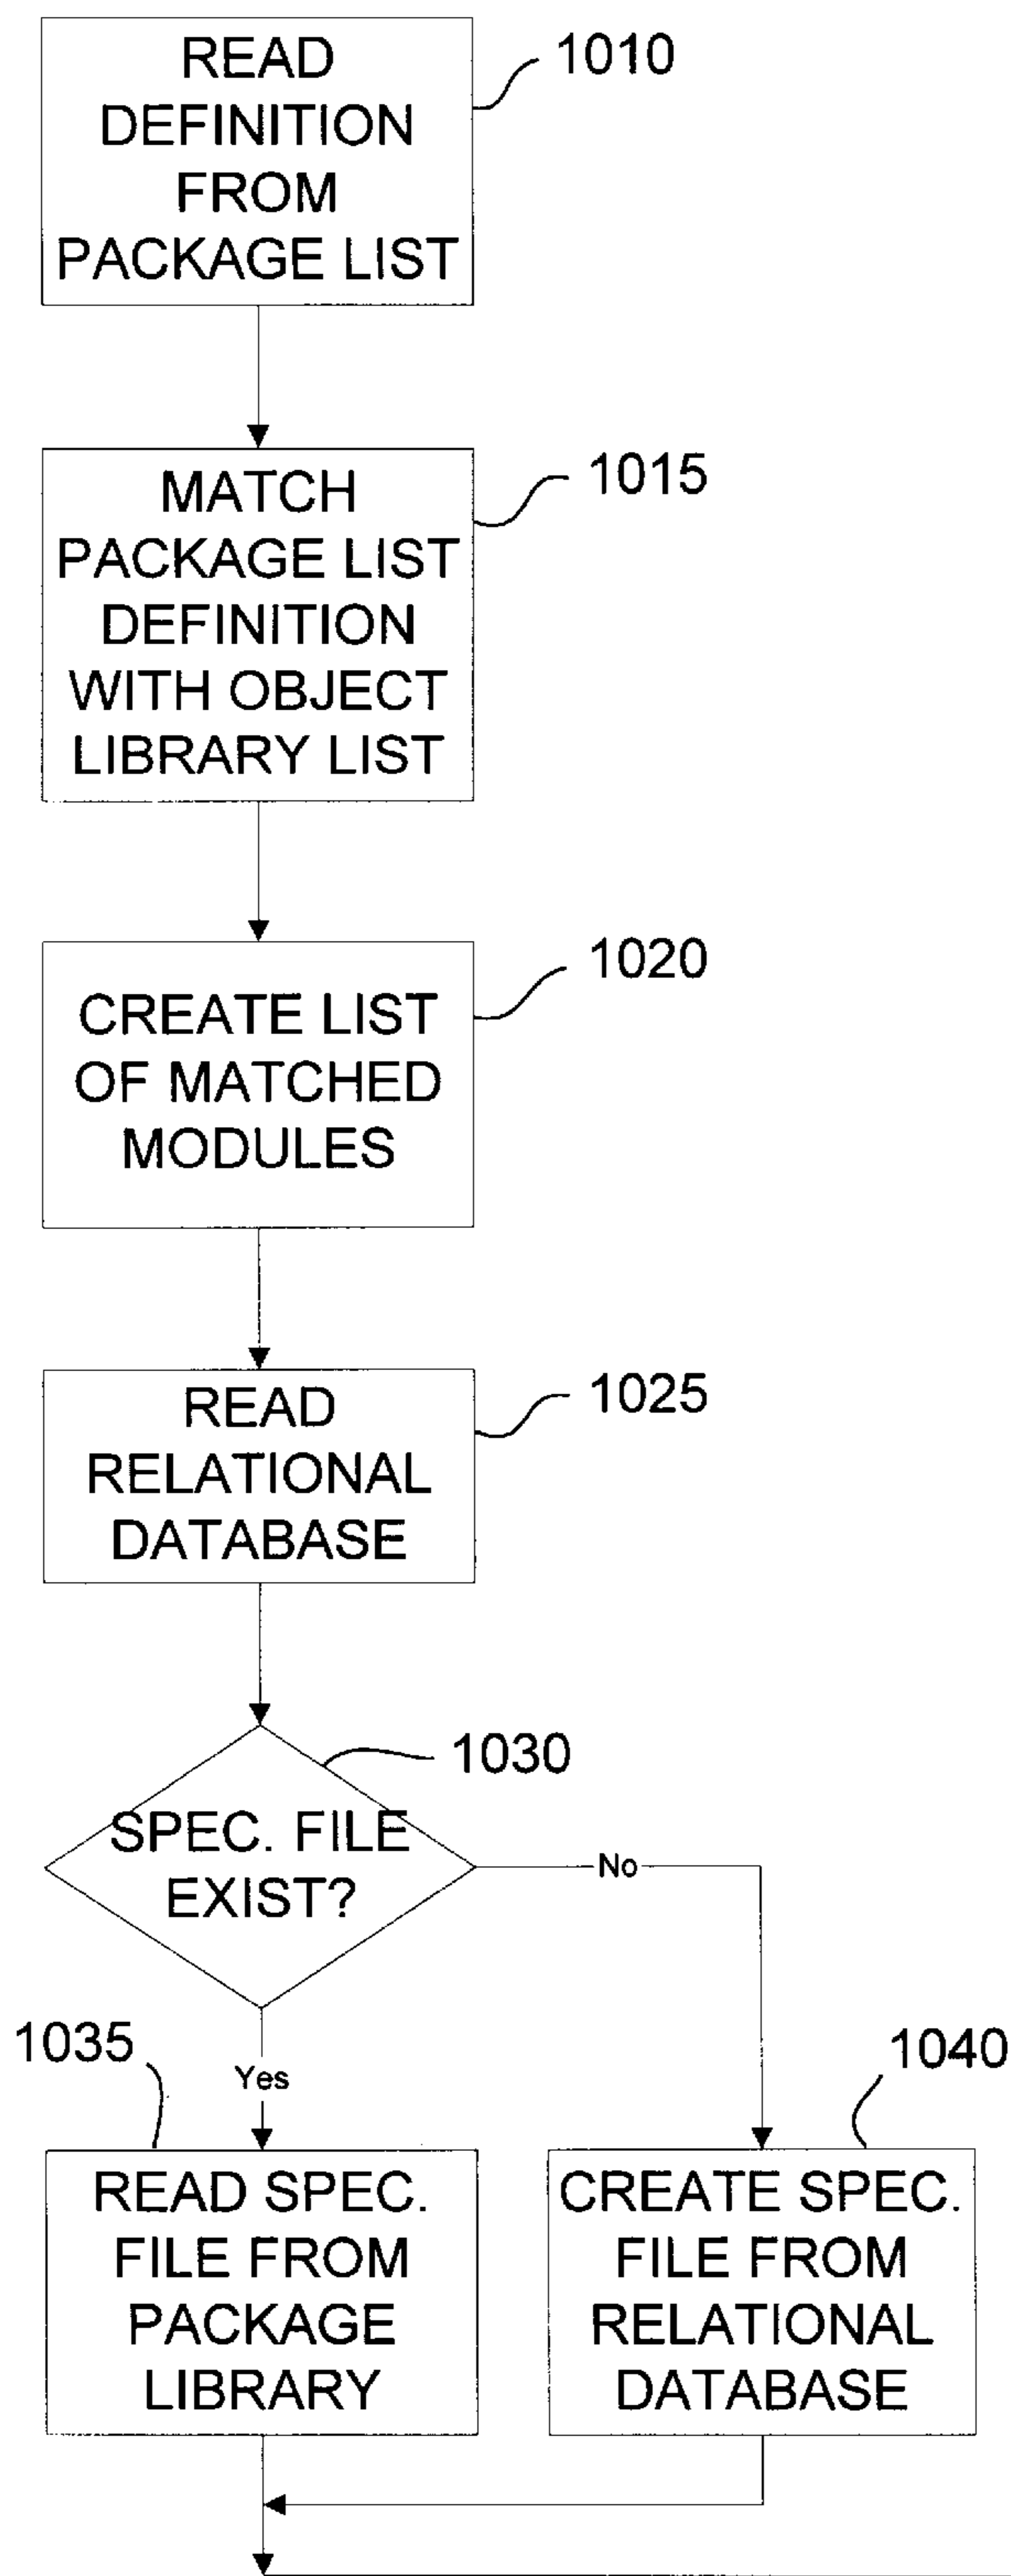 READ
DEFINITION
FROM
PACKAGE LIST
1010
MATCH
PACKAGE LIST
DEFINITION
WITH OBJECT
LIBRARY LIST
1015
CREATE LIST
OF MATCHED
MODULES
1020
READ
RELATIONAL
DATABASE
1025
SPEC. FILE
EXIST?
1030
No
Yes
1035
READ SPEC.
FILE FROM
PACKAGE
LIBRARY
1040
CREATE SPEC.
FILE FROM
RELATIONAL
DATABASE